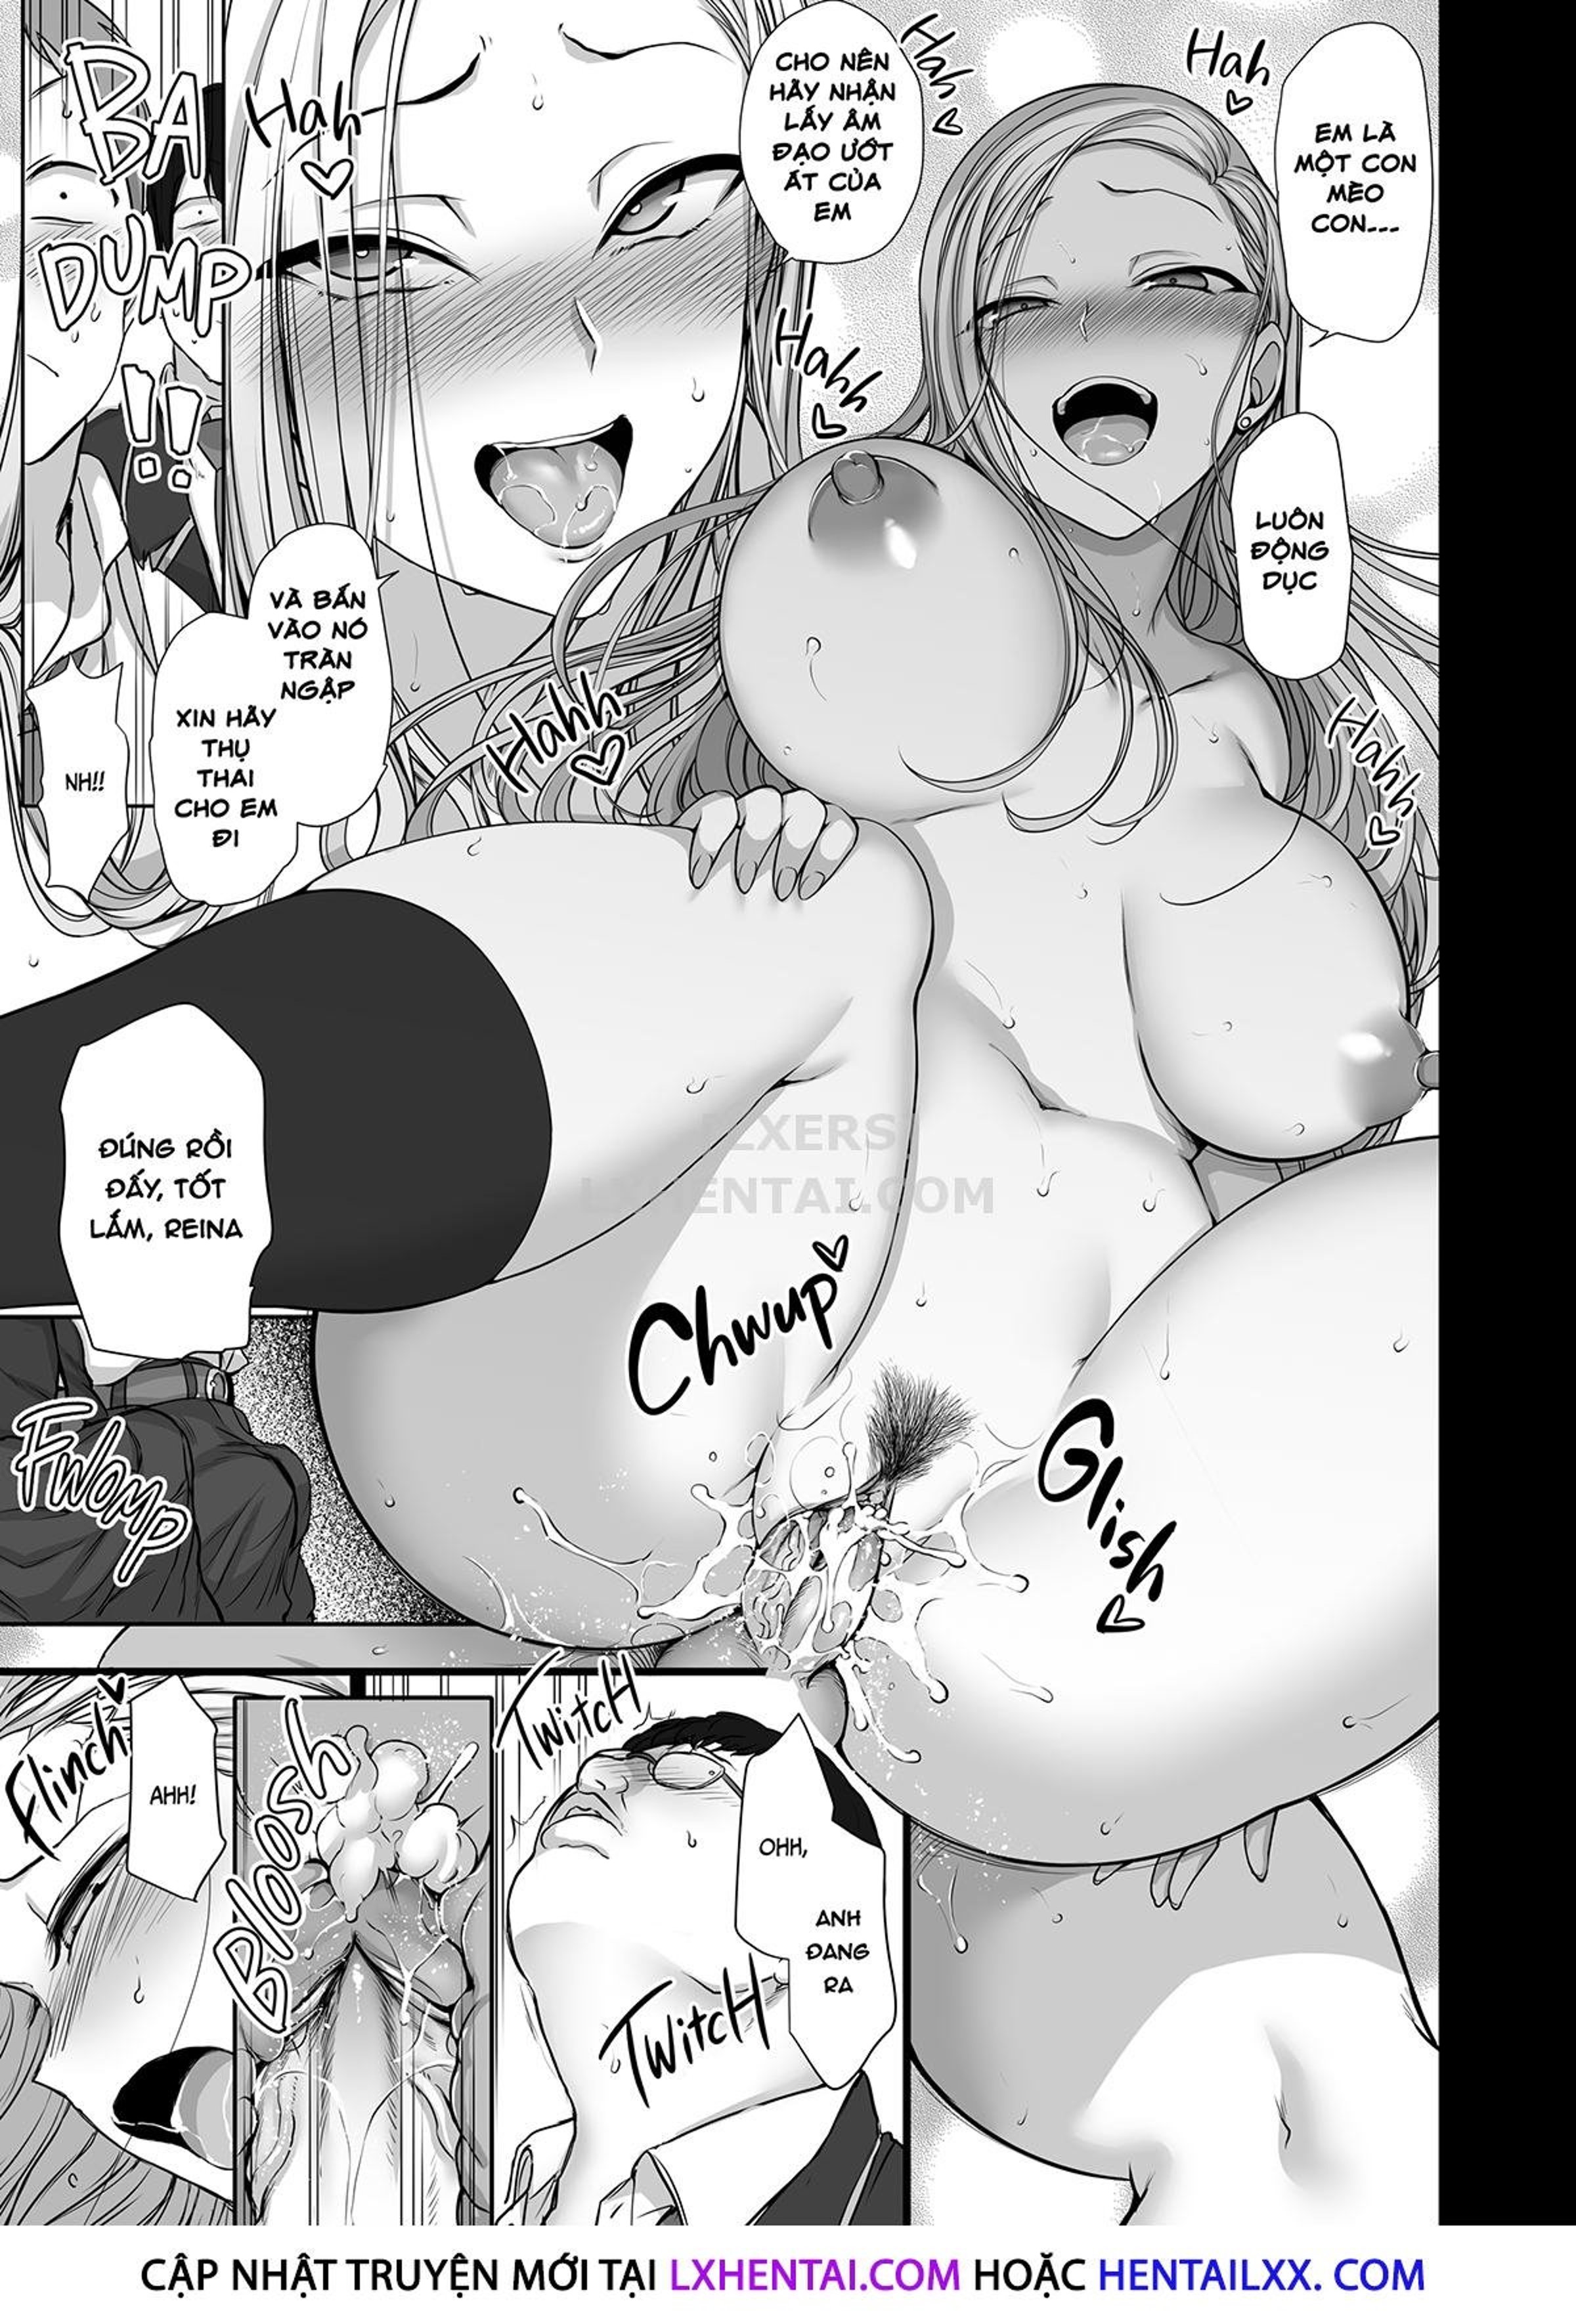 EM LÀ
MỘT CON
MÈO
CON---
Hah
Hah
CHO NÊN
HÃY NHẬN
LẤY ÂM
ĐẠO ƯỚT
ÁT CỦA
EM
Hah
BA
DUMP
!!
LUÔN
ĐỘNG
DỤC
Hahh
Hahh
Hahh
VÀ BẮN
VÀO NÓ
TRÀN
NGẬP
XIN HÃY
THỤ
THAI
CHO EM
ĐI
NH!!
LXHENTAI.COM
ĐÚNG RỒI
ĐẤY, TỐT
LẮM, REINA
Chwup
Glish
FWOMP
TWitcH
OHH,
ANH
ĐANG
RA
TWitcH
Bloosh
AHH!
Flinch
CẬP NHẬT TRUYỆN MỚI TẠI LXHENTAI.COM HOẶC HENTAILXX. COM